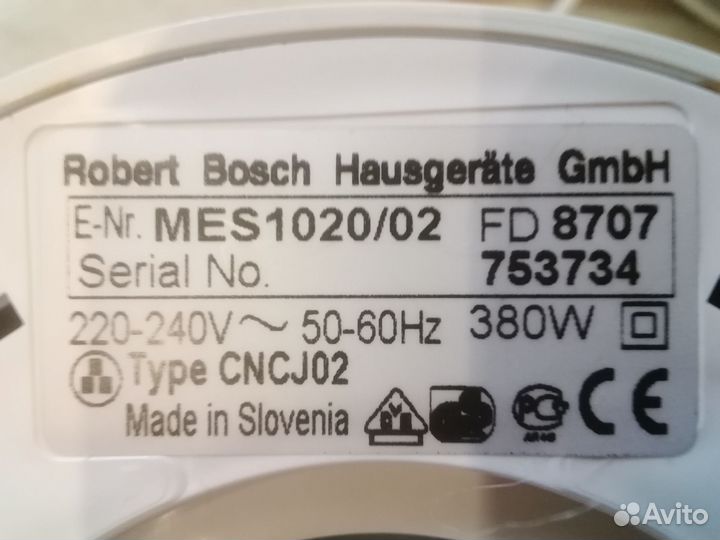 Robert Bosch Hausgeräte GmbH
E-Nr. MES1020/02 FD 8707
Serial No. 753734
220-240V~ 50-60Hz 380W
Type CNCJ02
Made in Slovenia
CE
Avito